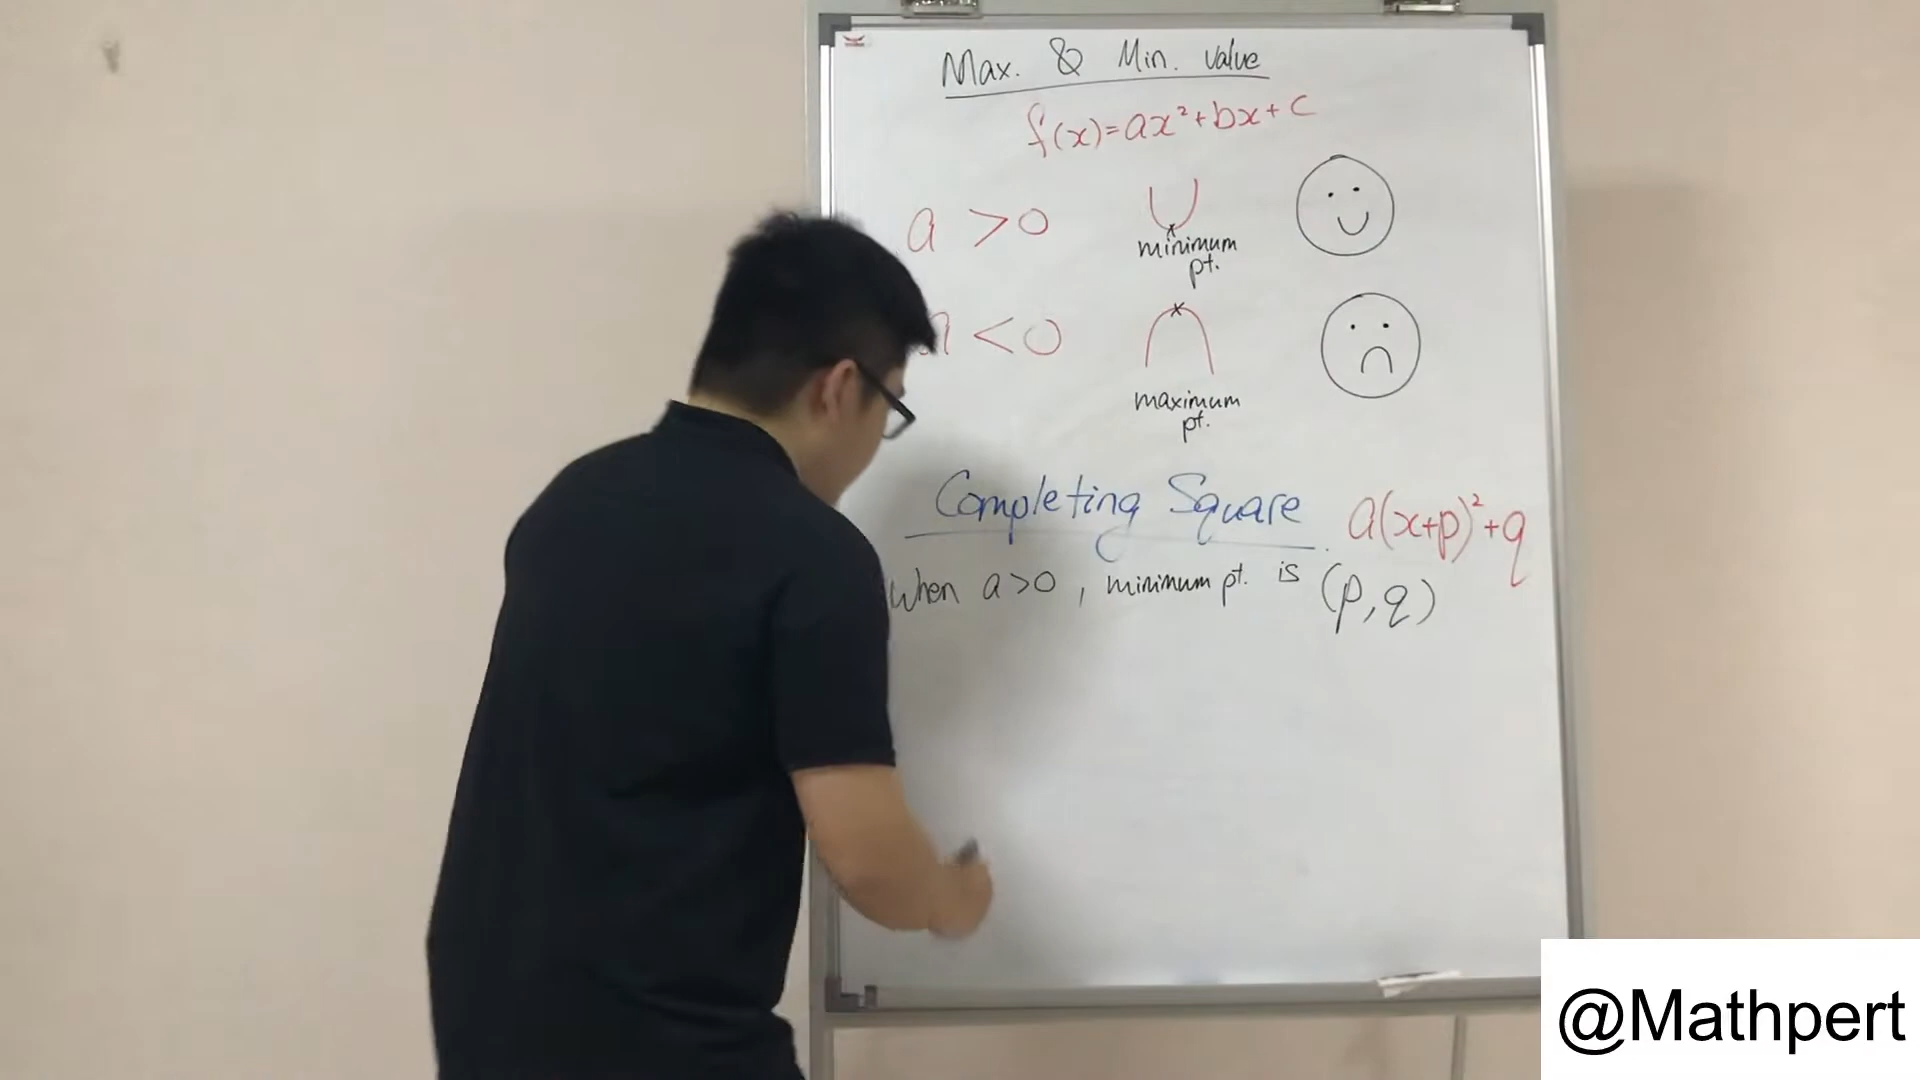 Max. & Min. value
f(x)=ax²+bx+c
a >0
minimum
pt.
<0
maximum
pt.
Completing Square
a(x+p)²+q
when a>0, minimum pt. is (p,q)
@Mathpert